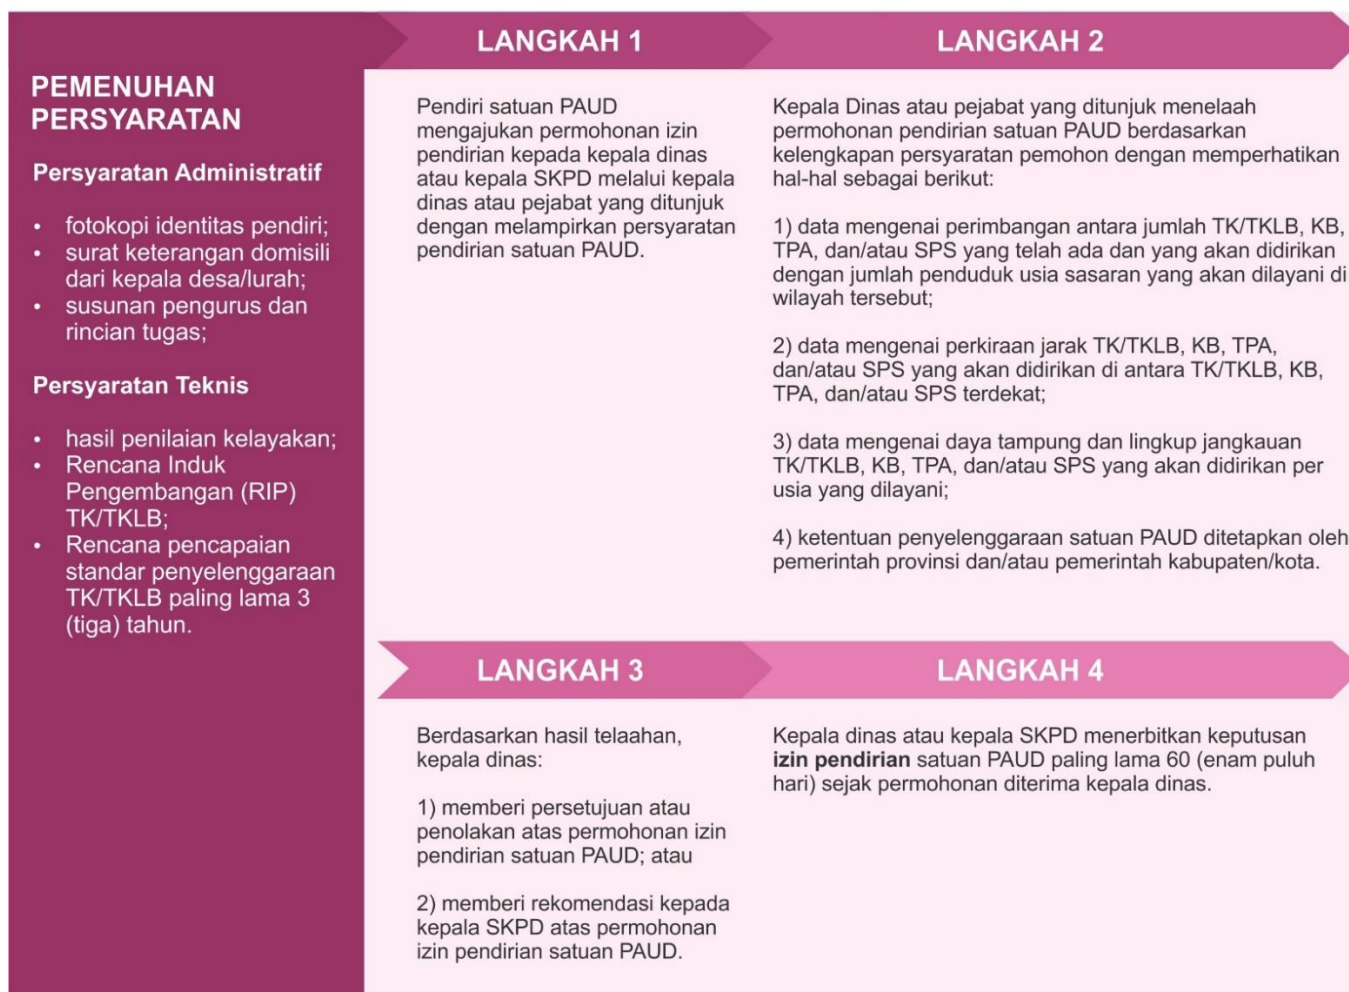 PEMENUHAN
PERSYARATAN
Persyaratan Administratif
• fotokopi identitas pendiri;
• surat keterangan domisili
dari kepala desa/lurah;
• susunan pengurus dan
rincian tugas;
Persyaratan Teknis
• hasil penilaian kelayakan;
• Rencana Induk
Pengembangan (RIP)
TK/TKLB;
• Rencana pencapaian
standar penyelenggaraan
TK/TKLB paling lama 3
(tiga) tahun.
LANGKAH 1
Pendiri satuan PAUD
mengajukan permohonan izin
pendirian kepada kepala dinas
atau kepala SKPD melalui kepala
dinas atau pejabat yang ditunjuk
dengan melampirkan persyaratan
pendirian satuan PAUD.
LANGKAH 2
Kepala Dinas atau pejabat yang ditunjuk menelaah
permohonan pendirian satuan PAUD berdasarkan
kelengkapan persyaratan pemohon dengan memperhatikan
hal-hal sebagai berikut:
1) data mengenai perimbangan antara jumlah TK/TKLB, KB,
TPA, dan/atau SPS yang telah ada dan yang akan didirikan
dengan jumlah penduduk usia sasaran yang akan dilayani di
wilayah tersebut;
2) data mengenai perkiraan jarak TK/TKLB, KB, TPA,
dan/atau SPS yang akan didirikan di antara TK/TKLB, KB,
TPA, dan/atau SPS terdekat;
3) data mengenai daya tampung dan lingkup jangkauan
TK/TKLB, KB, TPA, dan/atau SPS yang akan didirikan per
usia yang dilayani;
4) ketentuan penyelenggaraan satuan PAUD ditetapkan oleh
pemerintah provinsi dan/atau pemerintah kabupaten/kota.
LANGKAH 3
Berdasarkan hasil telaahan,
kepala dinas:
1) memberi persetujuan atau
penolakan atas permohonan izin
pendirian satuan PAUD; atau
2) memberi rekomendasi kepada
kepala SKPD atas permohonan
izin pendirian satuan PAUD.
LANGKAH 4
Kepala dinas atau kepala SKPD menerbitkan keputusan
izin pendirian satuan PAUD paling lama 60 (enam puluh
hari) sejak permohonan diterima kepala dinas.